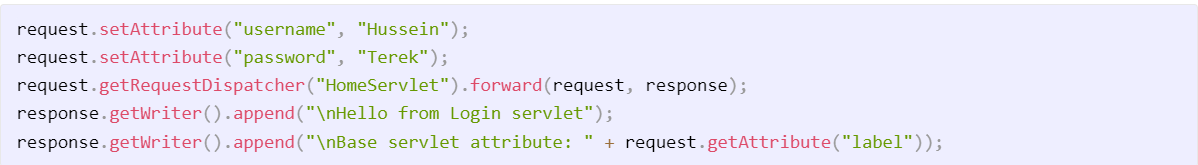 request.setAttribute("username", "Hussein");
request.setAttribute("password", "Terek");
request.getRequestDispatcher("HomeServlet").forward(request, response);
response.getWriter().append("\nHello from Login servlet");
response.getWriter().append("\nBase servlet attribute: " + request.getAttribute("label"));